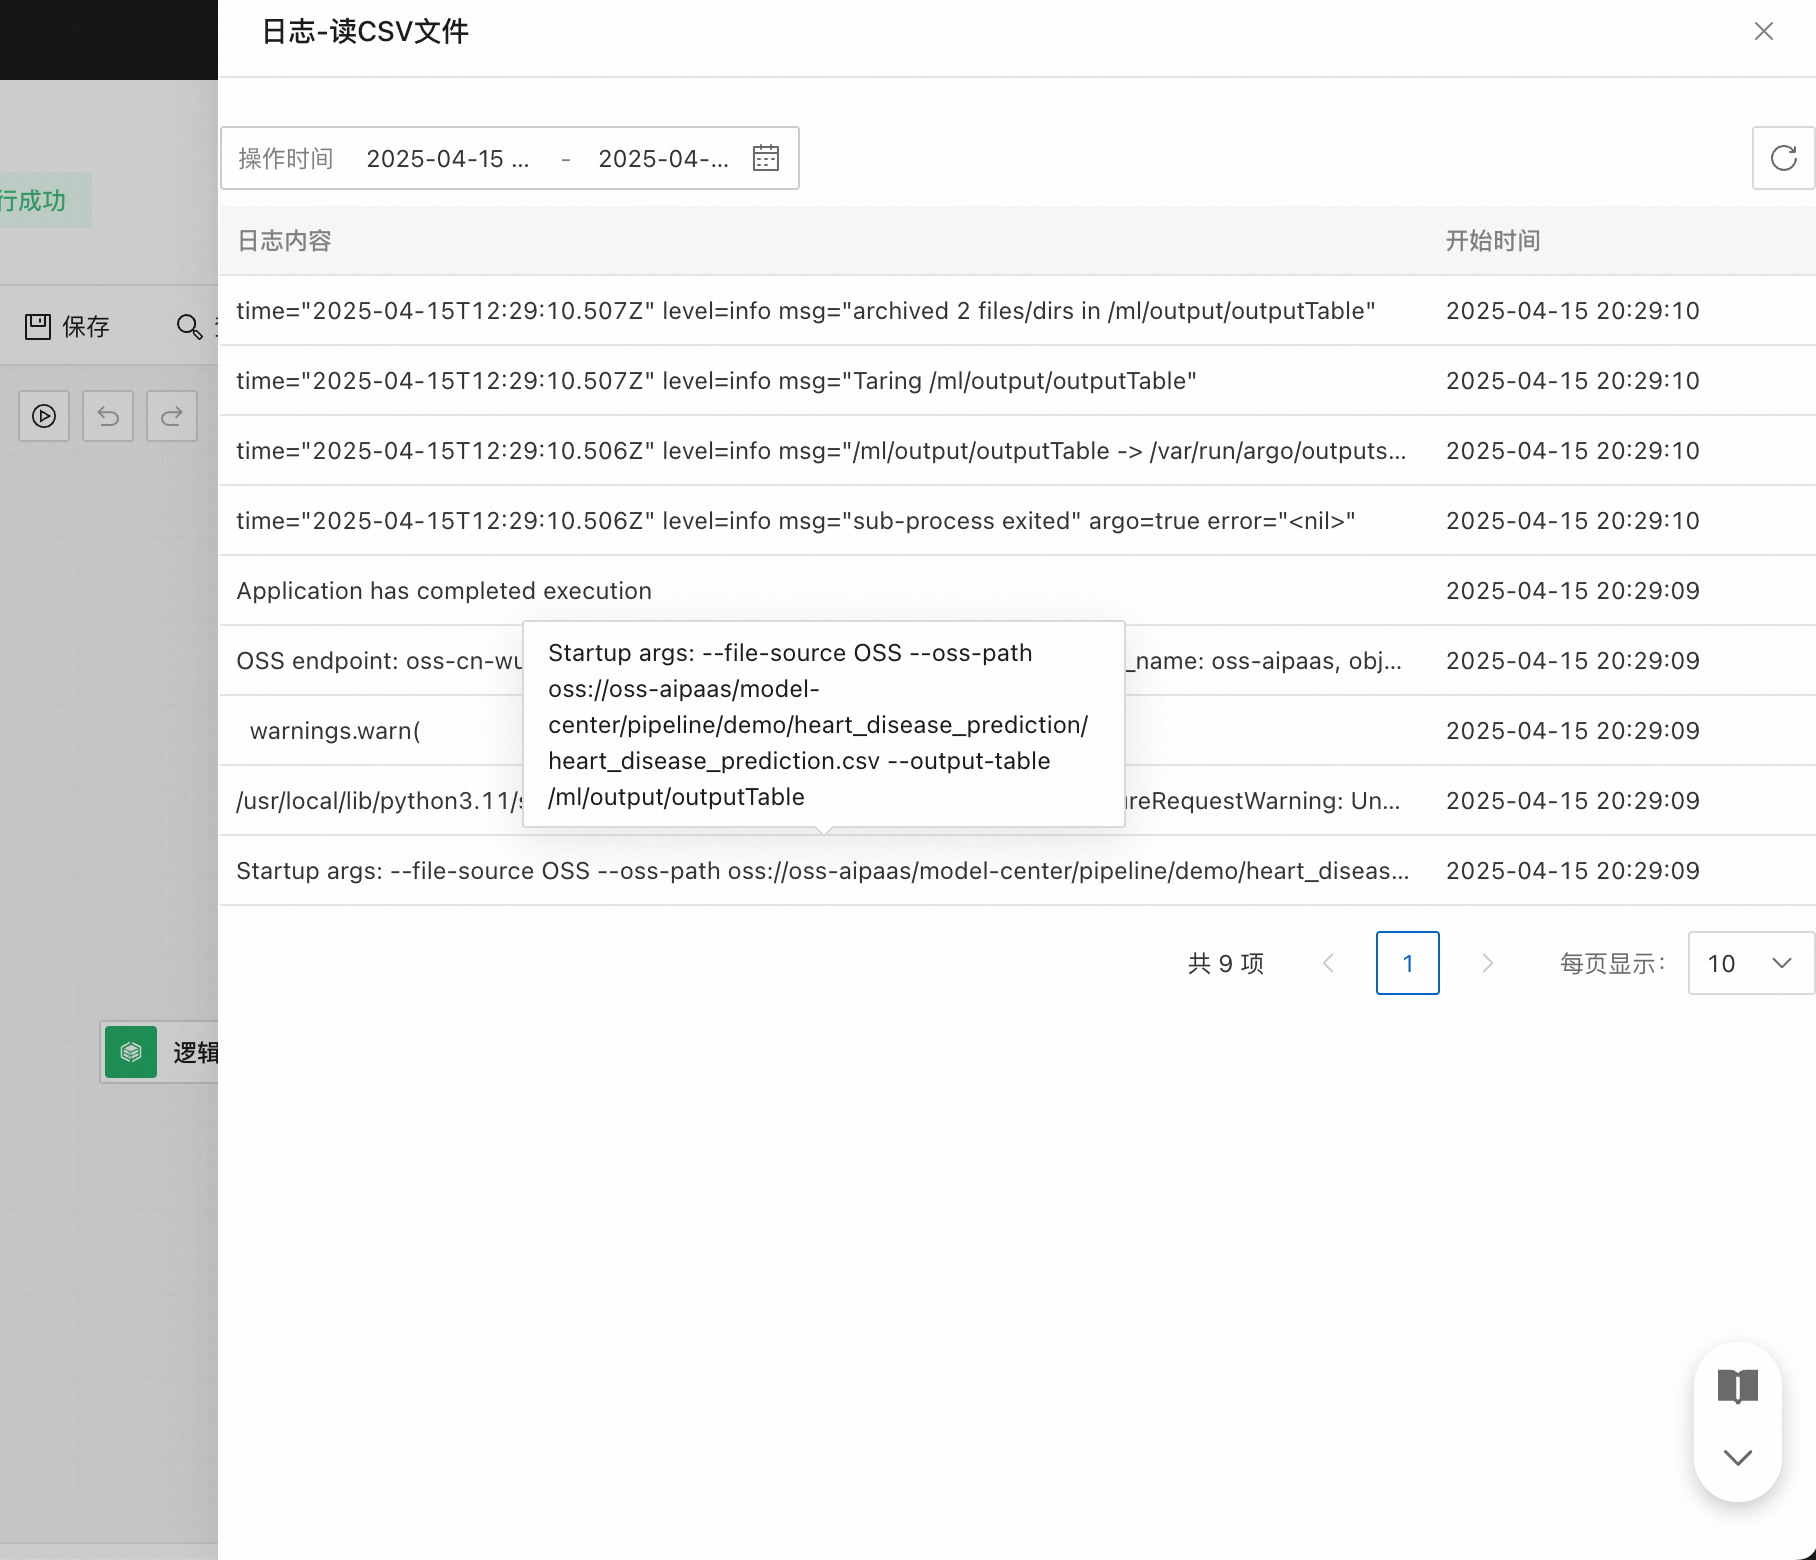 日志-读CSV文件
操作时间 2025-04-15 ... - 2025-04-...
行成功
日志内容 开始时间
time="2025-04-15T12:29:10.507Z" level=info msg="archived 2 files/dirs in /ml/output/outputTable" 2025-04-15 20:29:10
保存
time="2025-04-15T12:29:10.507Z" level=info msg="Taring /ml/output/outputTable" 2025-04-15 20:29:10
time="2025-04-15T12:29:10.506Z" level=info msg="/ml/output/outputTable -> /var/run/argo/outputs... 2025-04-15 20:29:10
time="2025-04-15T12:29:10.506Z" level=info msg="sub-process exited" argo=true error="<nil>" 2025-04-15 20:29:10
Application has completed execution 2025-04-15 20:29:09
OSS endpoint: oss-cn-wu _name: oss-aipaas, obj... 2025-04-15 20:29:09
warnings.warn( 2025-04-15 20:29:09
/usr/local/lib/python3.11/ reRequestWarning: Un... 2025-04-15 20:29:09
Startup args: --file-source OSS --oss-path
oss://oss-aipaas/model-
center/pipeline/demo/heart_disease_prediction/
heart_disease_prediction.csv --output-table
/ml/output/outputTable
Startup args: --file-source OSS --oss-path oss://oss-aipaas/model-center/pipeline/demo/heart_diseas... 2025-04-15 20:29:09
共 9 项 1 每页显示: 10
逻辑